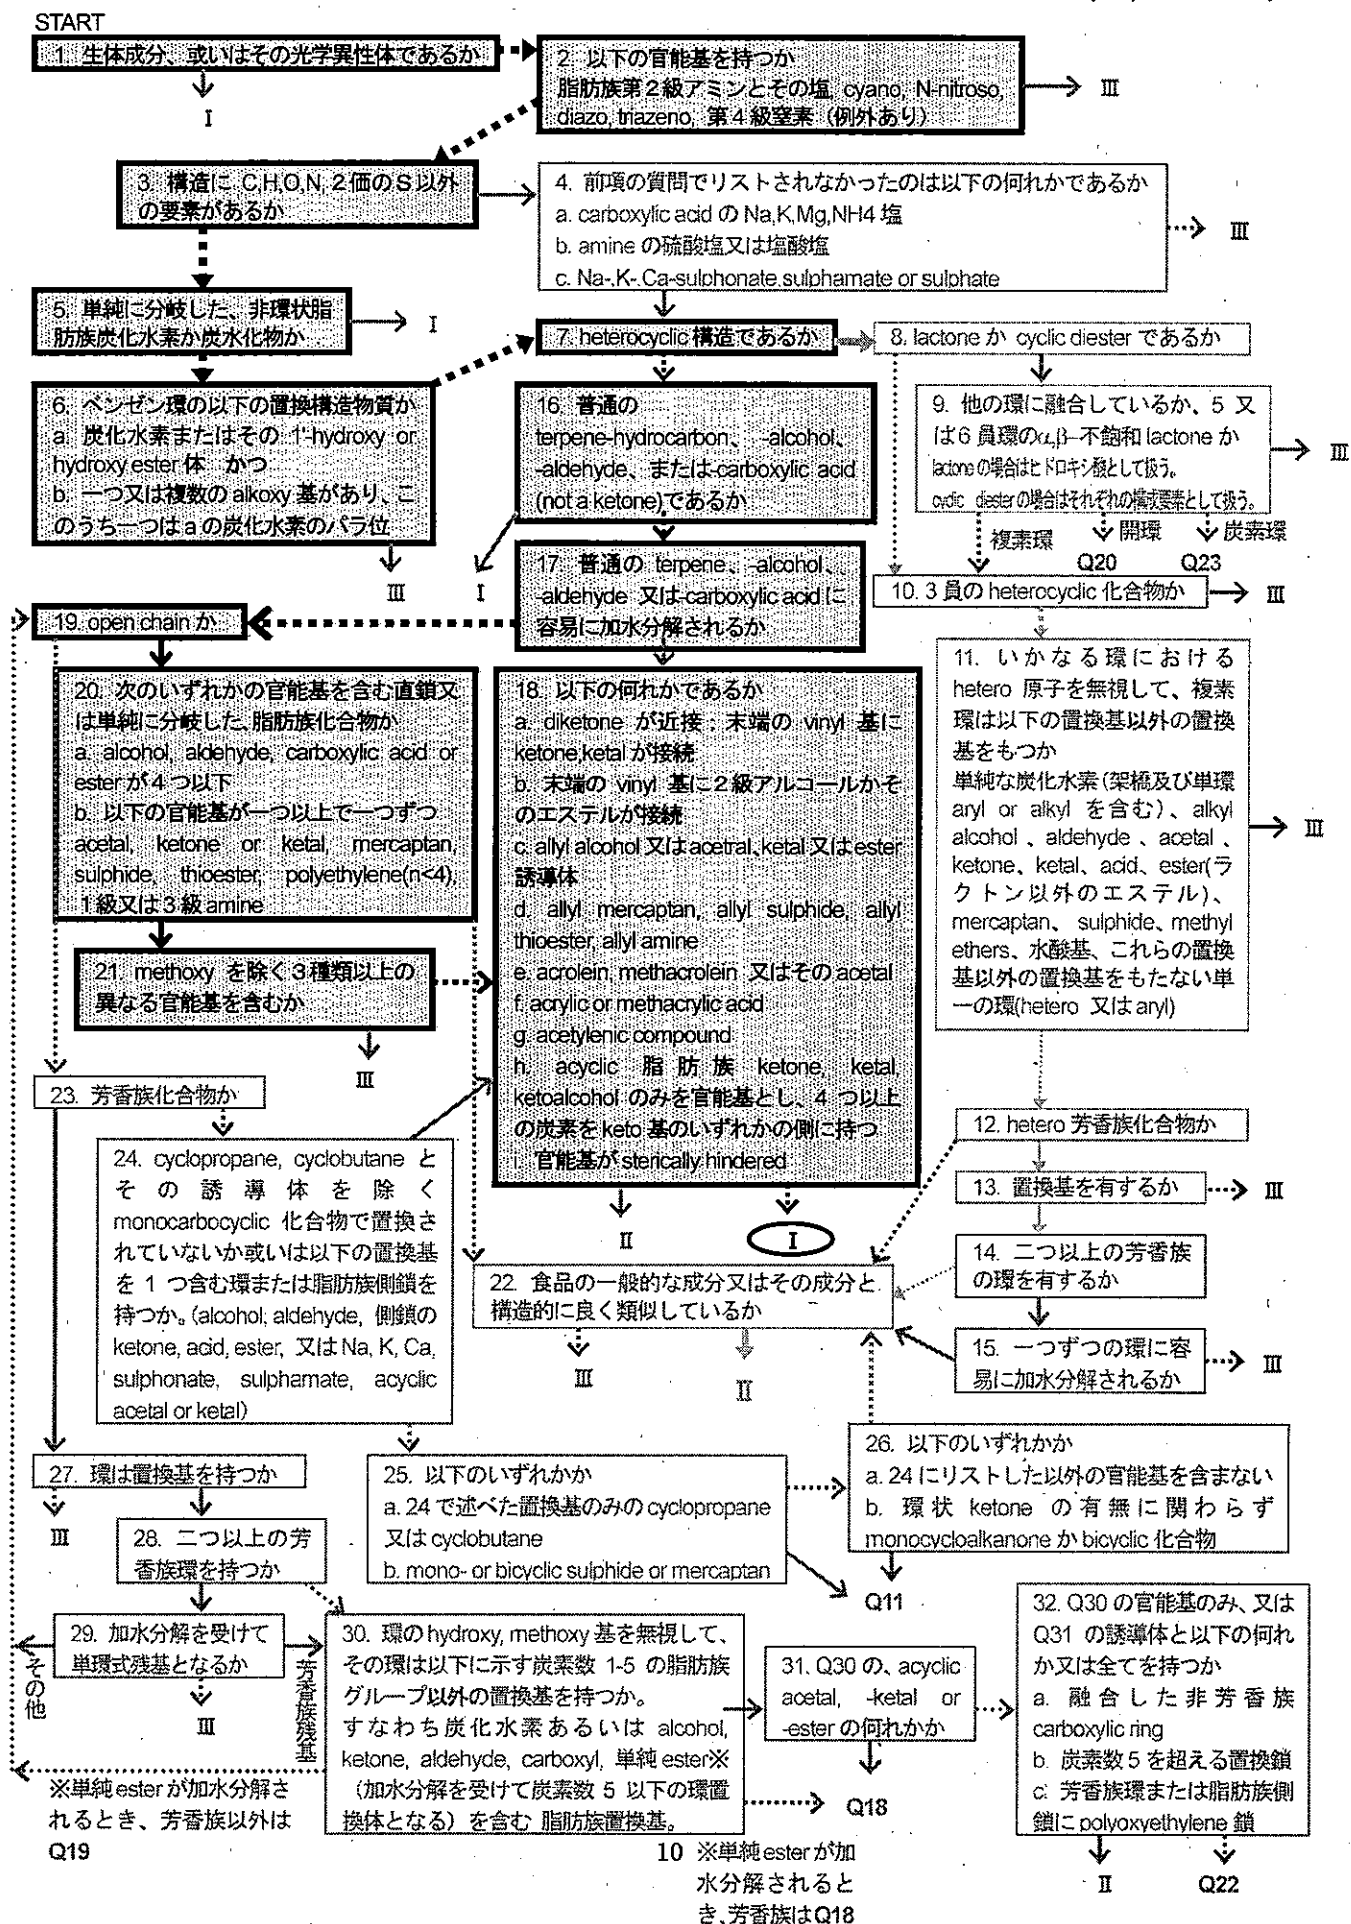 START
1. 生体成分、或いはその光学異性体であるか
I
2. 以下の官能基を持つか
脂肪族第2級アミンとその塩, cyano, N-nitroso,
diazo, triazeno, 第4級窒素 (例外あり)
III
3. 構造に C,H,O,N, 2価のS以外
の要素があるか
4. 前項の質問でリストされなかったのは以下の何れかであるか
a. carboxylic acid の Na,K,Mg,NH4 塩
b. amine の硫酸塩又は塩酸塩
c. Na-,K-,Ca-sulphonate,sulphamate or sulphate
III
5. 単純に分岐した、非環状脂
肪族炭化水素か炭水化物か
I
6. ベンゼン環の以下の置換構造物質か
a. 炭化水素またはその 1'-hydroxy or
hydroxy ester 体 かつ
b. 一つ又は複数の alkoxy 基があり、こ
のうち一つは a の炭化水素のパラ位
III
7. heterocyclic 構造であるか
8. lactone か cyclic diester であるか
9. 他の環に融合しているか、5 又
は6 員環のα,β-不飽和 lactone か
lactone の場合はヒドロキシ酸として扱う。
cyclic diester の場合はそれぞれの構成要素として扱う。
III
複素環
開環
炭素環
Q20
Q23
10. 3 員の heterocyclic 化合物か
III
16. 普通の
terpene-hydrocarbon、 -alcohol、
-aldehyde、または-carboxylic acid
(not a ketone)であるか
I
17. 普通の terpene、 -alcohol、
-aldehyde 又は-carboxylic acid に
容易に加水分解されるか
19. open chain か
20. 次のいずれかの官能基を含む直鎖又
は単純に分岐した、脂肪族化合物か
a. alcohol, aldehyde, carboxylic acid or
ester が 4 つ以下
b. 以下の官能基が一つ以上で一つずつ
acetal, ketone or ketal, mercaptan,
sulphide, thioester, polyethylene(n<4),
1級又は3級 amine
21. methoxy を除く3種類以上の
異なる官能基を含むか
III
18. 以下の何れかであるか
a. diketone が近接；末端の vinyl 基に
ketone,ketal が接続
b. 末端の vinyl 基に2級アルコールかそ
のエステルが接続
c. allyl alcohol 又は acetral、ketal 又は ester
誘導体
d. allyl mercaptan, allyl sulphide, allyl
thioester, allyl amine
e. acrolein, methacrolein 又はその acetal
f. acrylic or methacrylic acid
g. acetylenic compound
h. acyclic 脂肪族 ketone, ketal,
ketoalcohol のみを官能基とし、4 つ以上
の炭素を keto 基のいずれかの側に持つ
i. 官能基が sterically hindered
II
I
11. いかなる環における
hetero 原子を無視して、複素
環は以下の置換基以外の置換
基をもつか
単純な炭化水素(架橋及び単環
aryl or alkyl を含む)、alkyl
alcohol、aldehyde、acetal、
ketone、ketal、acid、ester(ラ
クトン以外のエステル)、
mercaptan、 sulphide、methyl
ethers、水酸基、これらの置換
基以外の置換基をもたない単
一の環(hetero 又は aryl)
III
12. hetero 芳香族化合物か
13. 置換基を有するか
III
14. 二つ以上の芳香族
の環を有するか
15. 一つずつの環に容
易に加水分解されるか
III
22. 食品の一般的な成分又はその成分と
構造的に良く類似しているか
III
II
23. 芳香族化合物か
24. cyclopropane, cyclobutane と
その誘導体を除く
monocarbocyclic 化合物で置換さ
れていないか或いは以下の置換基
を 1 つ含む環または脂肪族側鎖を
持つか。(alcohol, aldehyde, 側鎖の
ketone, acid, ester, 又は Na, K, Ca,
sulphonate, sulphamate, acyclic
acetal or ketal)
25. 以下のいずれかか
a. 24 で述べた置換基のみの cyclopropane
又は cyclobutane
b. mono- or bicyclic sulphide or mercaptan
Q11
26. 以下のいずれかか
a. 24 にリストした以外の官能基を含まない
b. 環状 ketone の有無に関わらず
monocycloalkanone か bicyclic 化合物
27. 環は置換基を持つか
III
28. 二つ以上の芳
香族環を持つか
29. 加水分解を受けて
単環式残基となるか
その他
芳香族残基
III
30. 環の hydroxy, methoxy 基を無視して、
その環は以下に示す炭素数 1-5 の脂肪族
グループ以外の置換基を持つか。
すなわち炭化水素あるいは alcohol,
ketone, aldehyde, carboxyl, 単純 ester※
(加水分解を受けて炭素数 5 以下の環置
換体となる) を含む 脂肪族置換基。
31. Q30 の、acyclic
acetal, -ketal or
-ester の何れかか
Q18
32. Q30 の官能基のみ、又は
Q31 の誘導体と以下の何れ
か又は全てを持つか
a. 融合した非芳香族
carboxylic ring
b. 炭素数 5 を超える置換鎖
c. 芳香族環または脂肪族側
鎖に polyoxyethylene 鎖
II
Q22
※単純 ester が加水分解さ
れるとき、芳香族以外は
Q19
10
※単純 ester が加
水分解されると
き、芳香族は Q18